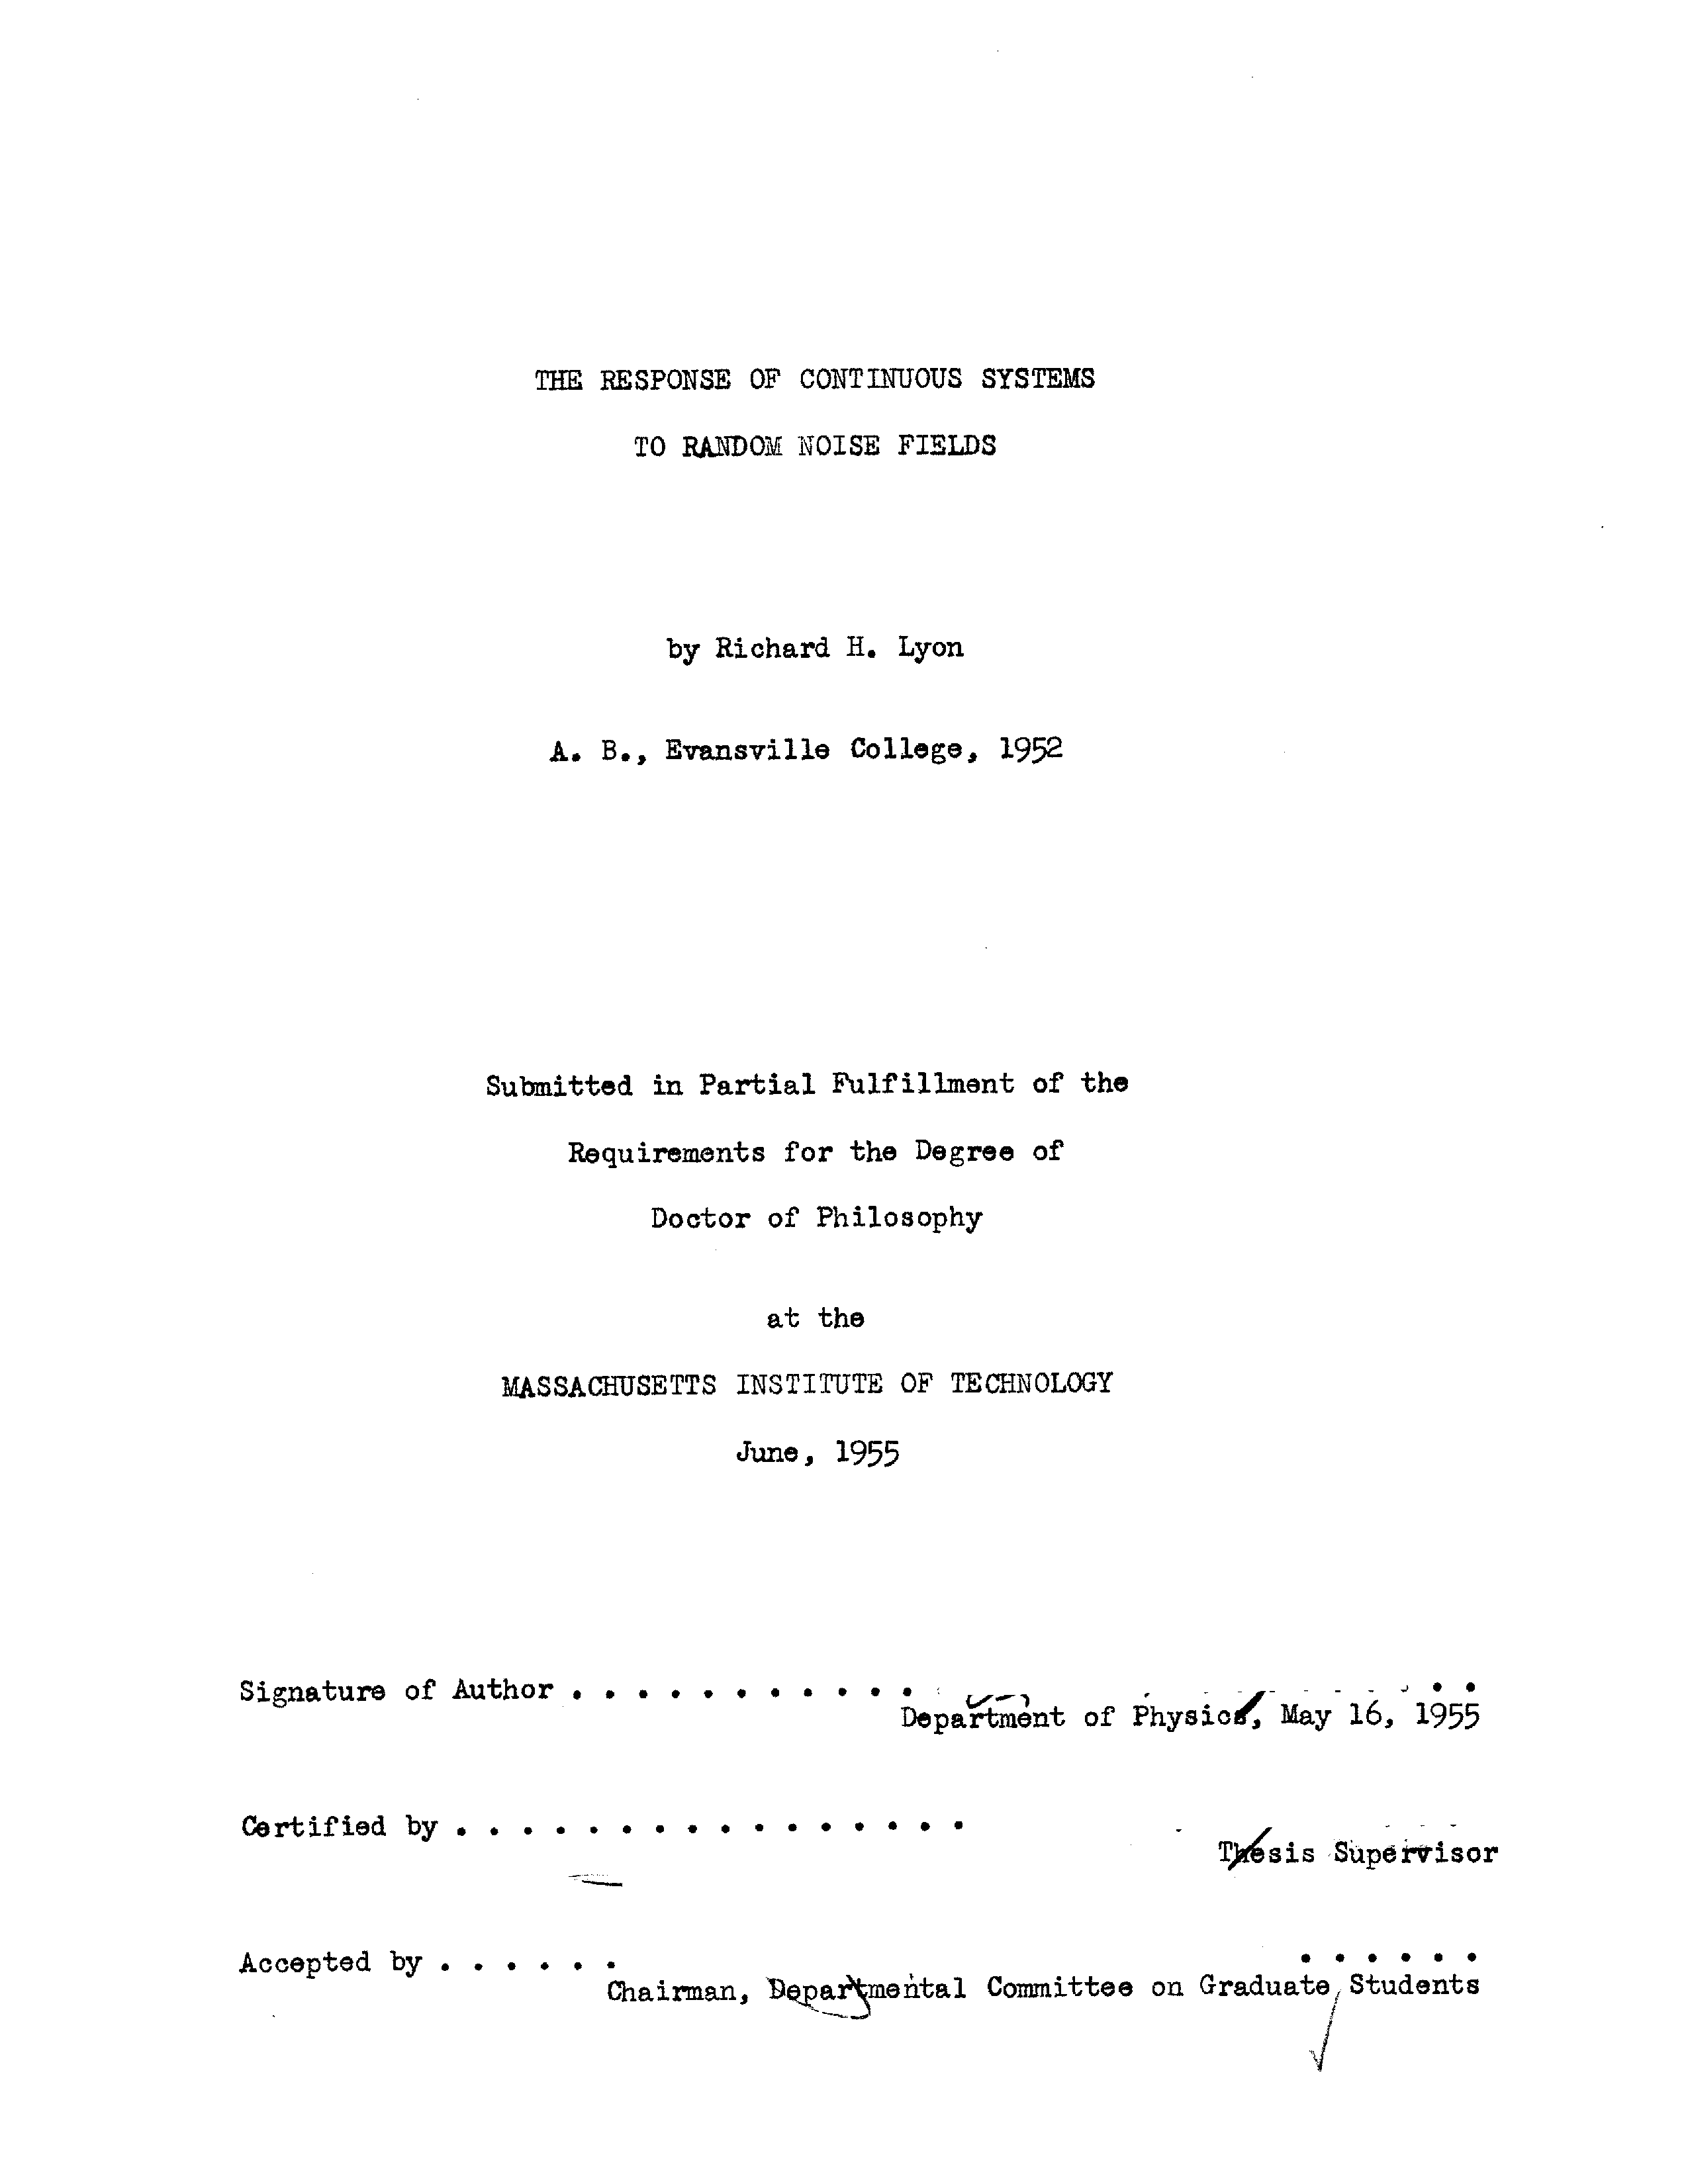 THE RESPONSE OF CONTINUOUS SYSTEMS
TO RANDOM NOISE FIELDS
by Richard H. Lyon
A. B., Evansville College, 1952
Submitted in Partial Fulfillment of the
Requirements for the Degree of
Doctor of Philosophy
at the
MASSACHUSETTS INSTITUTE OF TECHNOLOGY
June, 1955
Signature of Author . . . . . . . . . . . . .
Department of Physics, May 16, 1955
Certified by . . . . . . . . . . . . . . . .
Thesis Supervisor
Accepted by . . . . . . . . . . . .
Chairman, Departmental Committee on Graduate Students